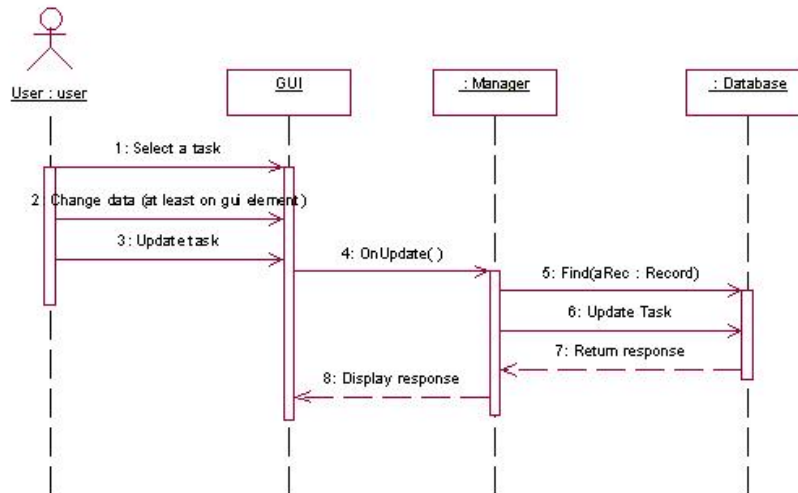 User : user
GUI
: Manager
: Database
1: Select a task
2: Change data (at least on gui element)
3: Update task
4: OnUpdate( )
5: Find(aRec : Record)
6: Update Task
7: Return response
8: Display response